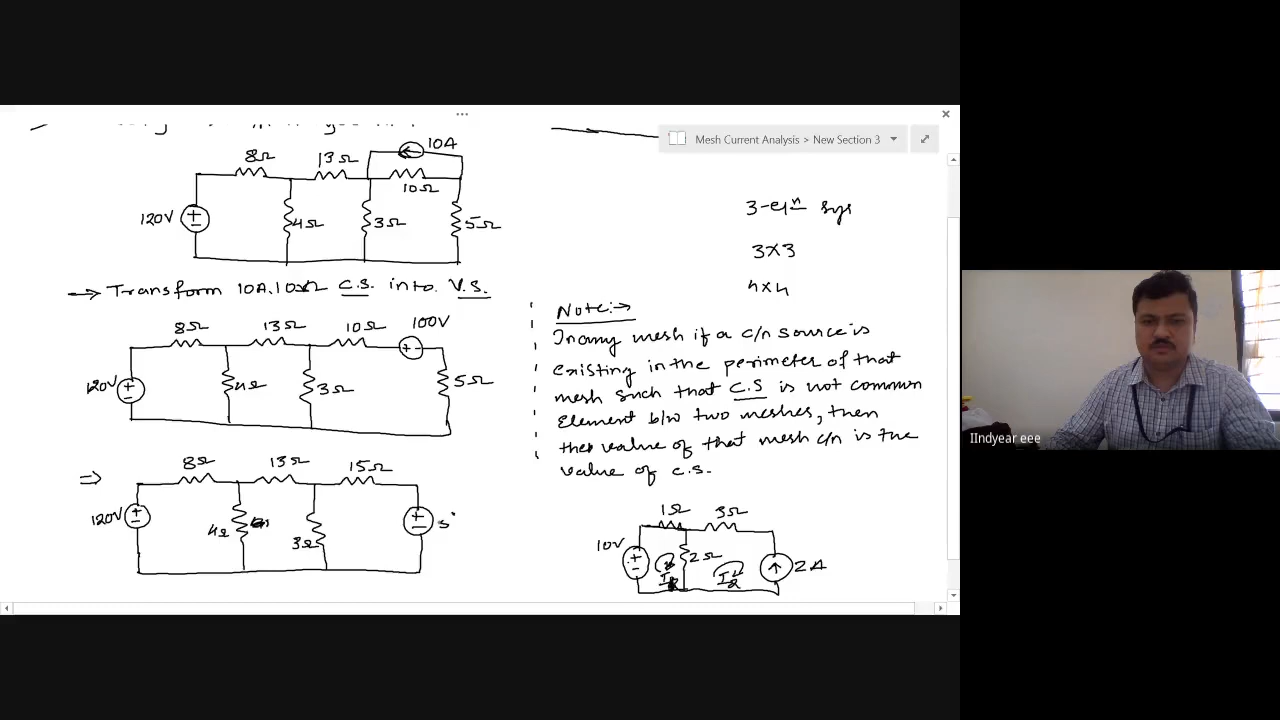 Mesh Current Analysis > New Section 3
10A
8Ω 13Ω
10Ω
120V 4Ω 3Ω 5Ω
→ Transform 10A, 10Ω C.S. into V.S.
8Ω 13Ω 10Ω 100V
120V 4Ω 3Ω 5Ω
⇒ 8Ω 13Ω 15Ω
120V 4Ω 3Ω
3-eqn sys
3×3
4×4
Note:→
In any mesh if a c/n source is
existing in the perimeter of that
mesh such that C.S is not common
Element b/w two meshes, then
the value of that mesh c/n is the
value of C.S.
1Ω 3Ω
10V 2Ω I2 2A
IIndyear eee